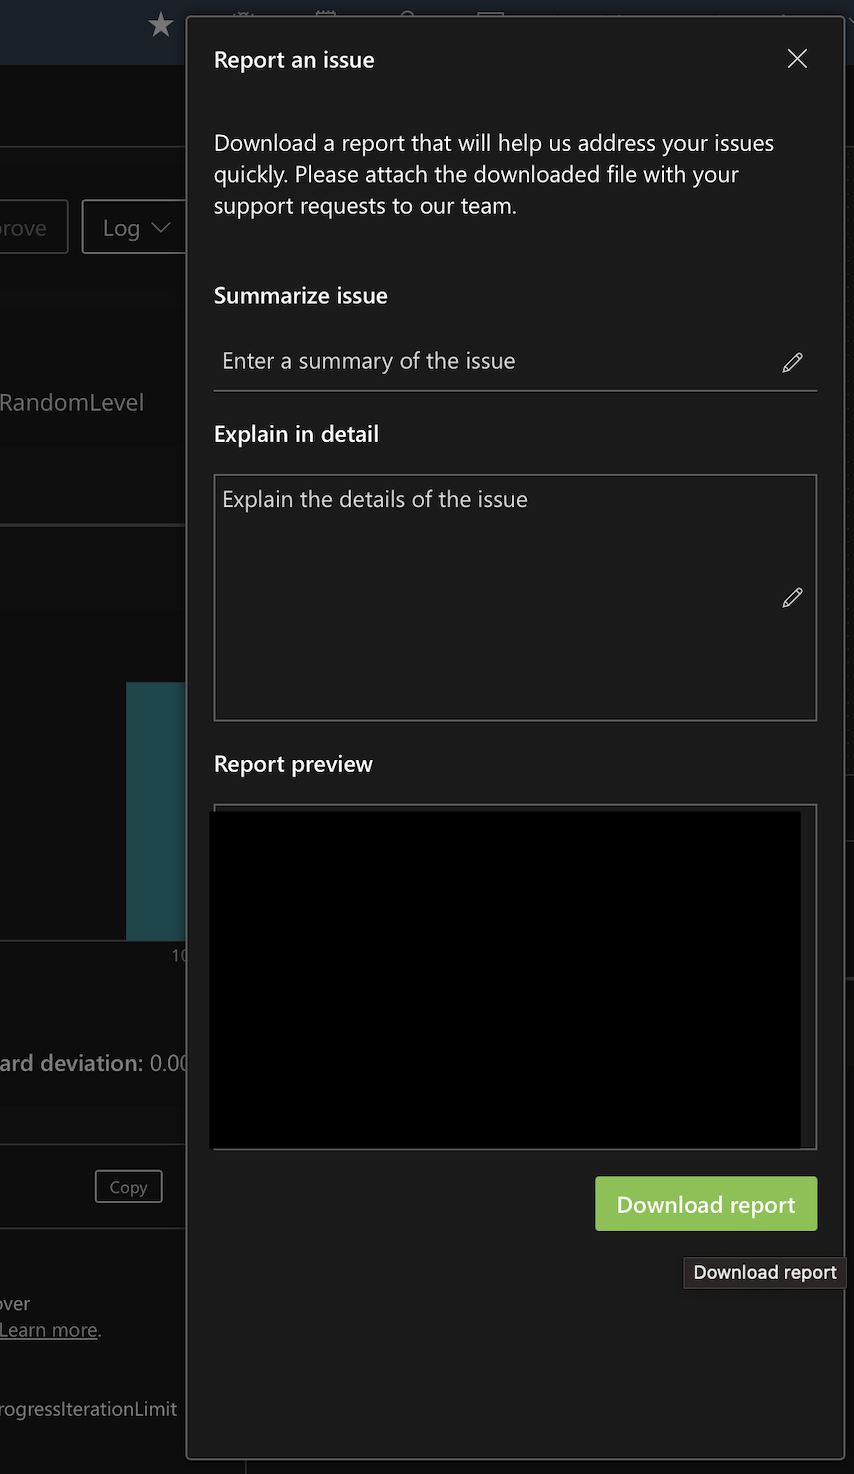 Report an issue
Download a report that will help us address your issues
quickly. Please attach the downloaded file with your
support requests to our team.
Log
Summarize issue
Enter a summary of the issue
RandomLevel
Explain in detail
Explain the details of the issue
Report preview
10
ard deviation: 0.00
Copy
Download report
Download report
over
Learn more.
rogressIterationLimit